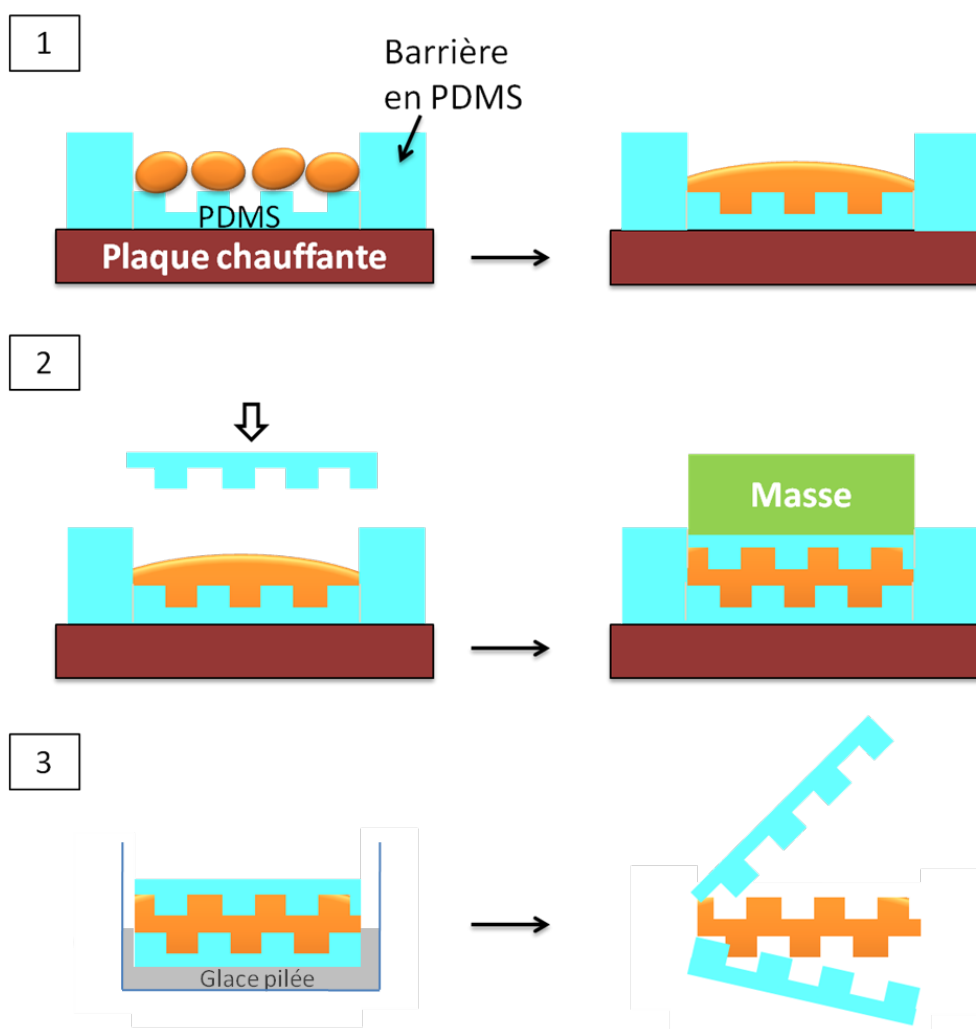 1
Barrière
en PDMS
PDMS
Plaque chauffante
2
Masse
3
Glace pilée